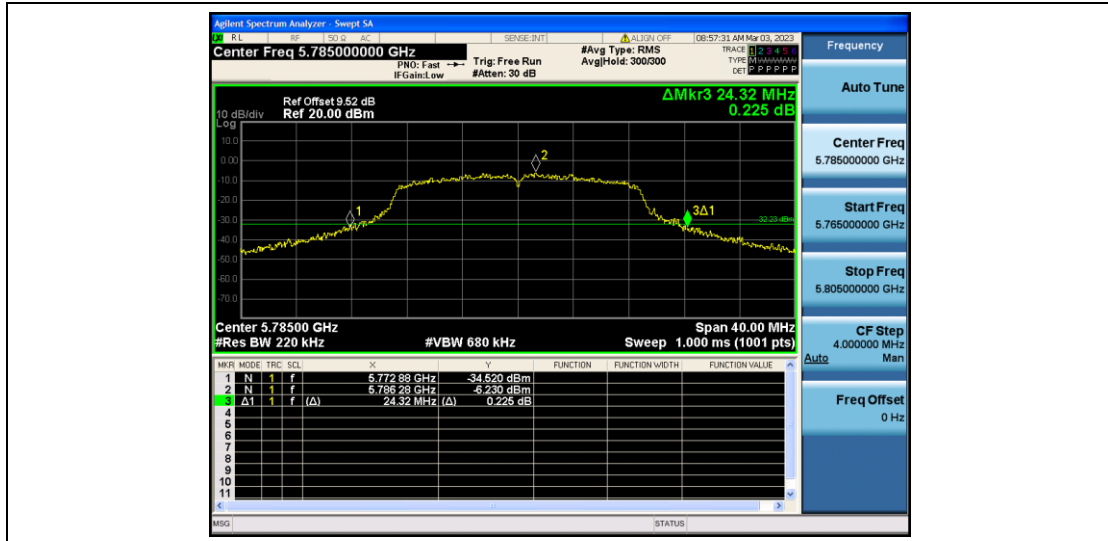 Agilent Spectrum Analyzer - Swept SA
RL RF 50 Ω AC SENSE:INT ALIGN OFF 08:57:31 AM Mar 03, 2023
Center Freq 5.785000000 GHz
PNO: Fast
IFGain:Low
Trig: Free Run
#Atten: 30 dB
#Avg Type: RMS
Avg|Hold: 300/300
TRACE 1 2 3 4 5 6
TYPE M
DET P P P P P P
Frequency
Auto Tune
Center Freq
5.785000000 GHz
Start Freq
5.765000000 GHz
Stop Freq
5.805000000 GHz
CF Step
4.000000 MHz
Auto Man
Freq Offset
0 Hz
ΔMkr3 24.32 MHz
0.225 dB
Ref Offset 9.52 dB
10 dB/div Ref 20.00 dBm
Log
10.0
0.00
-10.0
-20.0
-30.0
-40.0
-50.0
-60.0
-70.0
1
2
3Δ1
-32.23 dBm
Center 5.78500 GHz Span 40.00 MHz
#Res BW 220 kHz #VBW 680 kHz Sweep 1.000 ms (1001 pts)
MKR MODE TRC SCL X Y FUNCTION FUNCTION WIDTH FUNCTION VALUE
1 N 1 f 5.772 88 GHz -34.520 dBm
2 N 1 f 5.786 28 GHz -6.230 dBm
3 Δ1 1 f (Δ) 24.32 MHz (Δ) 0.225 dB
4
5
6
7
8
9
10
11
MSG STATUS